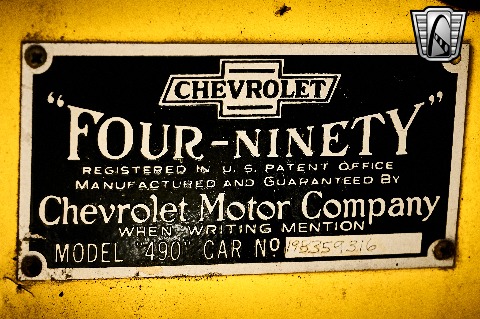 CHEVROLET
"FOUR-NINETY"
REGISTERED IN U.S. PATENT OFFICE
MANUFACTURED AND GUARANTEED BY
Chevrolet Motor Company
WHEN WRITING MENTION
MODEL "490" CAR No 198359316